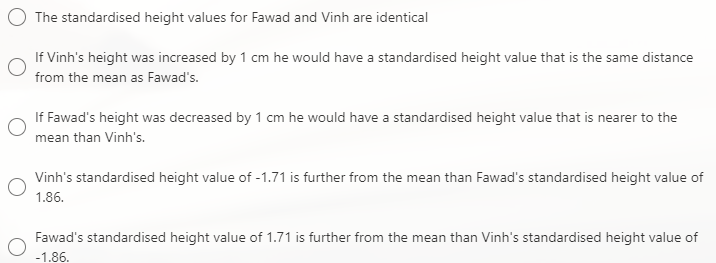 The standardised height values for Fawad and Vinh are identical
If Vinh's height was increased by 1 cm he would have a standardised height value that is the same distance
from the mean as Fawad's.
If Fawad's height was decreased by 1 cm he would have a standardised height value that is nearer to the
mean than Vinh's.
Vinh's standardised height value of -1.71 is further from the mean than Fawad's standardised height value of
1.86.
Fawad's standardised height value of 1.71 is further from the mean than Vinh's standardised height value of
-1.86.